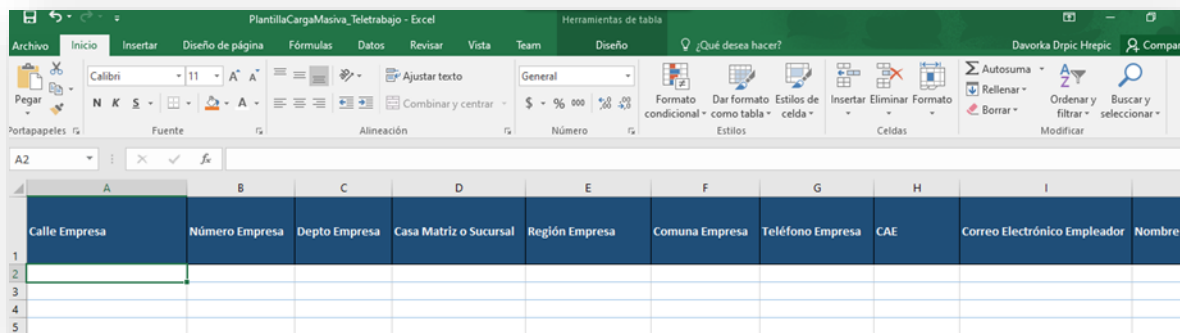 PlantillaCargaMasiva_Teletrabajo - Excel
Herramientas de tabla
Archivo Inicio Insertar Diseño de página Fórmulas Datos Revisar Vista Team Diseño ¿Qué desea hacer? Davorka Drpic Hrepic Compar
Pegar
Calibri 11 A A
N K S A
Ajustar texto
Combinar y centrar
General
$ % 000
Formato condicional
Dar formato como tabla
Estilos de celda
Insertar Eliminar Formato
Autosuma
Rellenar
Borrar
Ordenar y filtrar
Buscar y seleccionar
Portapapeles Fuente Alineación Número Estilos Celdas Modificar
A2 fx
A B C D E F G H I
1 Calle Empresa Número Empresa Depto Empresa Casa Matriz o Sucursal Región Empresa Comuna Empresa Teléfono Empresa CAE Correo Electrónico Empleador Nombre
2
3
4
5